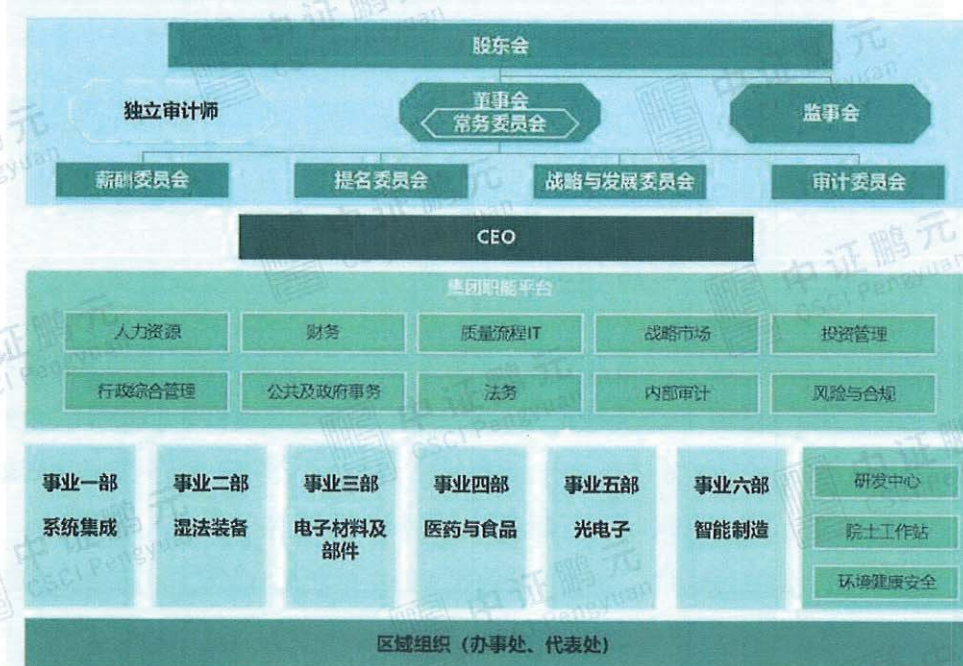 股东会
独立审计师
董事会
常务委员会
监事会
薪酬委员会
提名委员会
战略与发展委员会
审计委员会
CEO
集团职能平台
人力资源
财务
质量流程IT
战略市场
投资管理
行政综合管理
公共及政府事务
法务
内部审计
风险与合规
事业一部
系统集成
事业二部
湿法装备
事业三部
电子材料及
部件
事业四部
医药与食品
事业五部
光电子
事业六部
智能制造
研发中心
院士工作站
环境健康安全
区域组织（办事处、代表处）
中证鹏元
CSCI Pengyuan